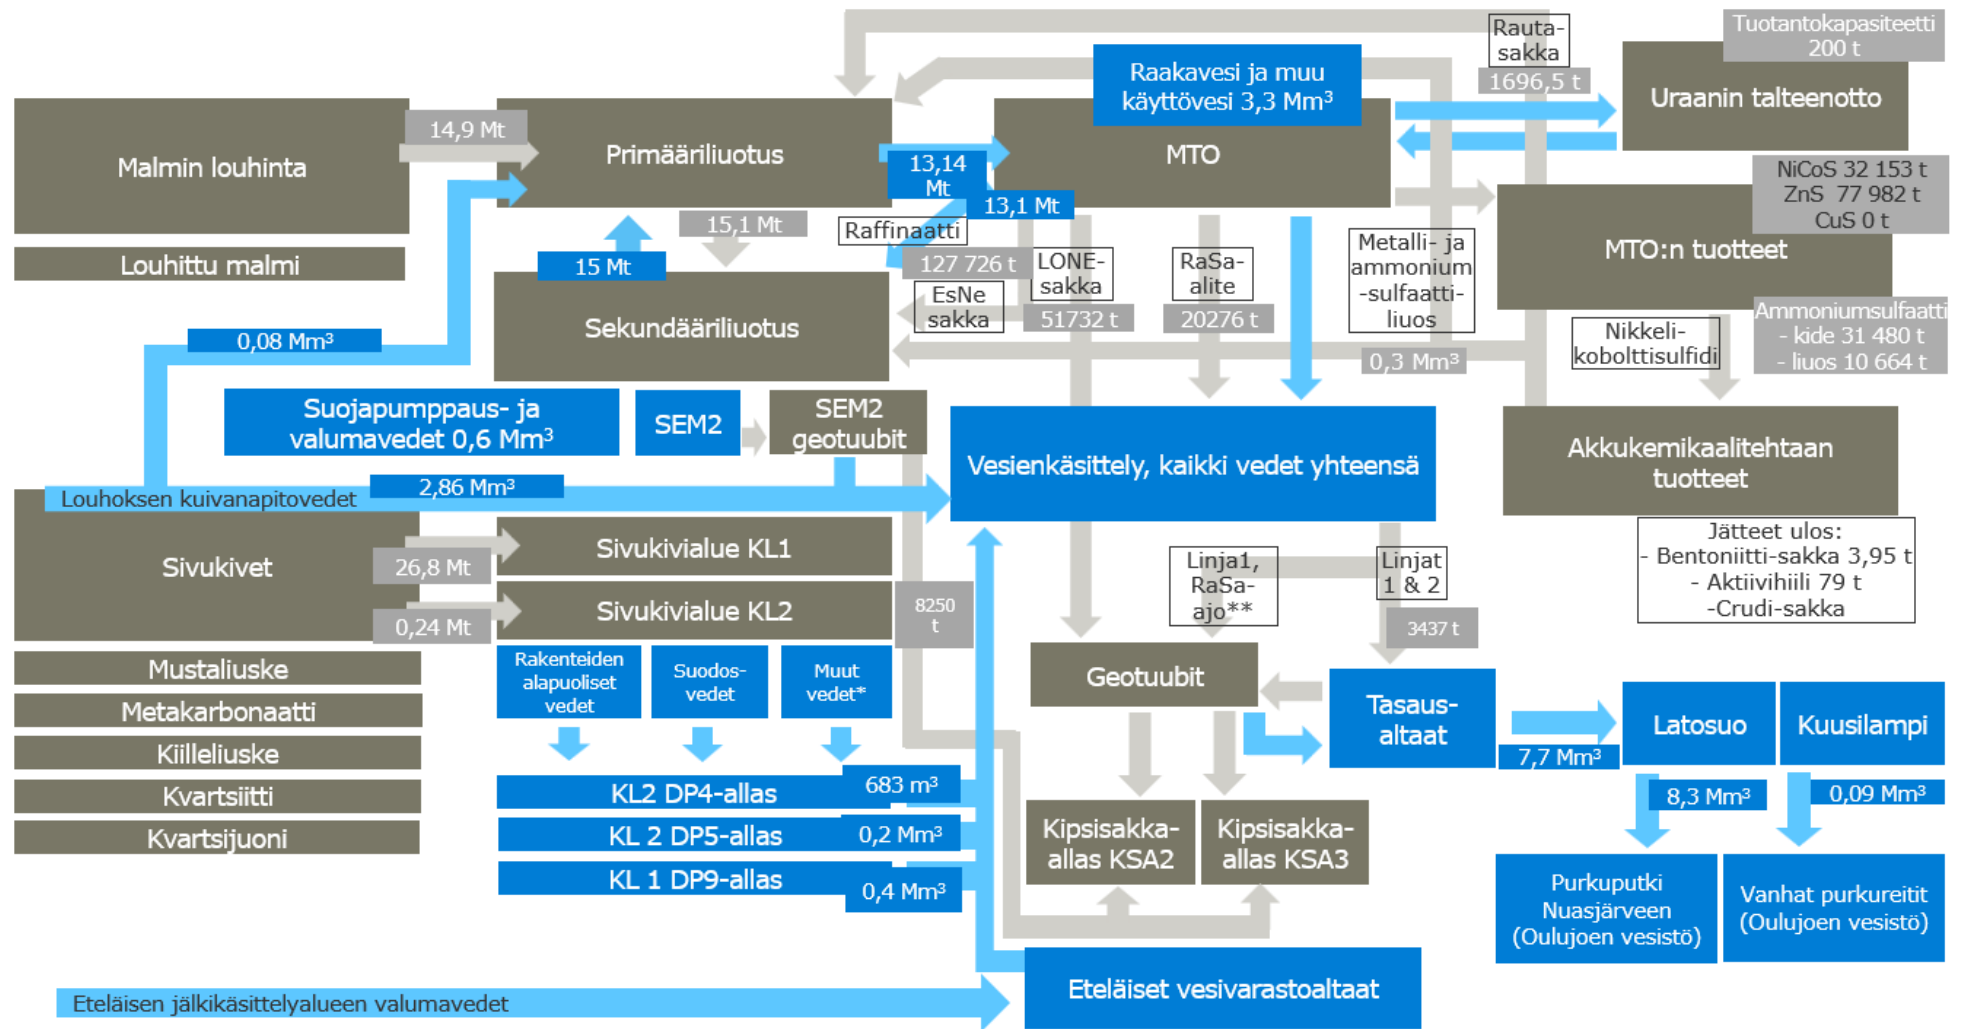 Tuotantokapasiteetti
200 t
Rauta-
sakka
1696,5 t
Uraanin talteenotto
Raakavesi ja muu
käyttövesi 3,3 Mm³
MTO
14,9 Mt
Malmin louhinta
Primääriliuotus
13,14
Mt
13,1 Mt
NiCoS 32 153 t
ZnS  77 982 t
CuS 0 t
MTO:n tuotteet
Louhittu malmi
15,1 Mt
15 Mt
Raffinaatti
127 726 t
EsNe
sakka
LONE-
sakka
51732 t
RaSa-
alite
20276 t
Metalli- ja
ammonium
-sulfaatti-
liuos
0,3 Mm³
Ammoniumsulfaatti
- kide 31 480 t
- liuos 10 664 t
Nikkeli-
kobolttisulfidi
Sekundääriliuotus
0,08 Mm³
Suojapumppaus- ja
valumavedet 0,6 Mm³
SEM2
SEM2
geotuubit
Vesienkäsittely, kaikki vedet yhteensä
Akkukemikaalitehtaan
tuotteet
Louhoksen kuivanapitovedet
2,86 Mm³
Jätteet ulos:
- Bentoniitti-sakka 3,95 t
- Aktiivihiili 79 t
-Crudi-sakka
Sivukivet
26,8 Mt
0,24 Mt
Sivukivialue KL1
Sivukivialue KL2
8250
t
Linja1,
RaSa-
ajo**
Linjat
1 & 2
3437 t
Mustaliuske
Metakarbonaatti
Kiilleliuske
Kvartsiitti
Kvartsijuoni
Rakenteiden
alapuoliset
vedet
Suodos-
vedet
Muut
vedet*
Geotuubit
Tasaus-
altaat
7,7 Mm³
Latosuo
Kuusilampi
8,3 Mm³
0,09 Mm³
KL2 DP4-allas
683 m³
KL 2 DP5-allas
0,2 Mm³
KL 1 DP9-allas
0,4 Mm³
Kipsisakka-
allas KSA2
Kipsisakka-
allas KSA3
Purkuputki
Nuasjärveen
(Oulujoen vesistö)
Vanhat purkureitit
(Oulujoen vesistö)
Eteläiset vesivarastoaltaat
Eteläisen jälkikäsittelyalueen valumavedet